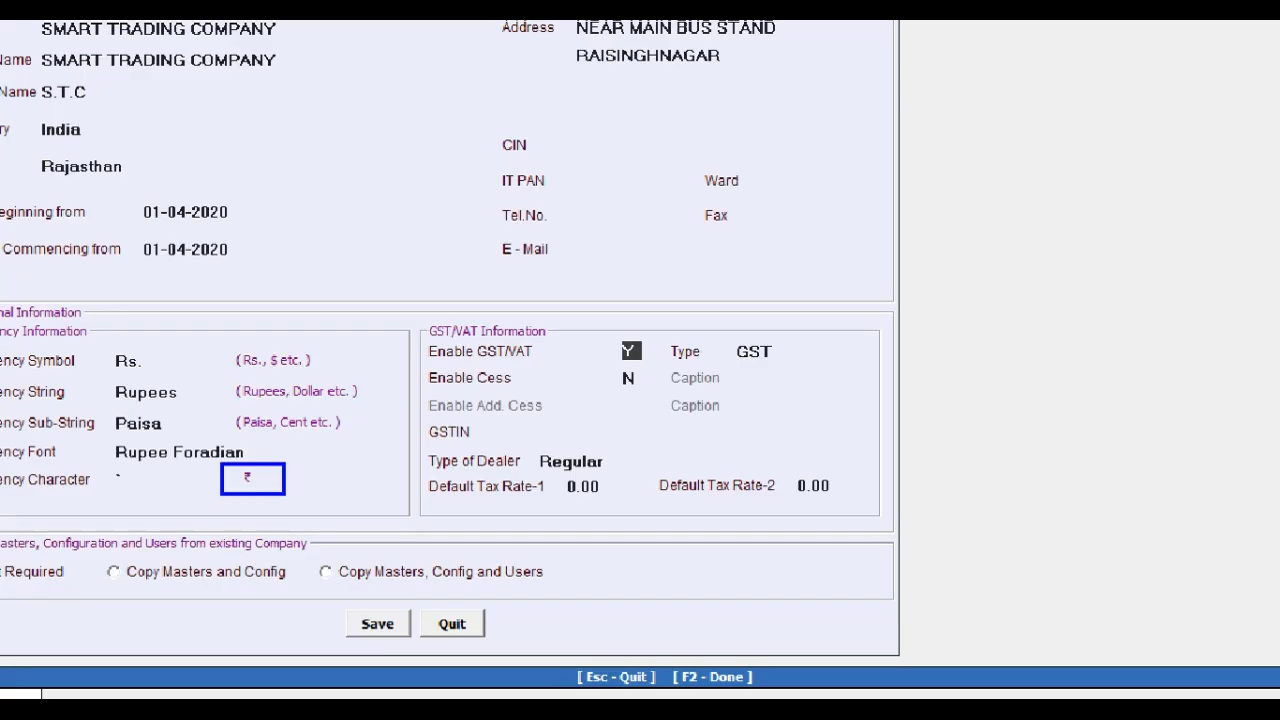 SMART TRADING COMPANY
Name SMART TRADING COMPANY
Name S.T.C
ry India
Rajasthan
eginning from 01-04-2020
Commencing from 01-04-2020
Address NEAR MAIN BUS STAND
RAISINGHNAGAR
CIN
IT PAN Ward
Tel.No. Fax
E - Mail
nal Information
ncy Information
ency Symbol Rs. ( Rs., $ etc. )
ency String Rupees ( Rupees, Dollar etc. )
ency Sub-String Paisa ( Paisa, Cent etc. )
ency Font Rupee Foradian
ency Character ` ₹
GST/VAT Information
Enable GST/VAT Y Type GST
Enable Cess N Caption
Enable Add. Cess Caption
GSTIN
Type of Dealer Regular
Default Tax Rate-1 0.00 Default Tax Rate-2 0.00
asters, Configuration and Users from existing Company
t Required Copy Masters and Config Copy Masters, Config and Users
Save Quit
[ Esc - Quit ] [ F2 - Done ]